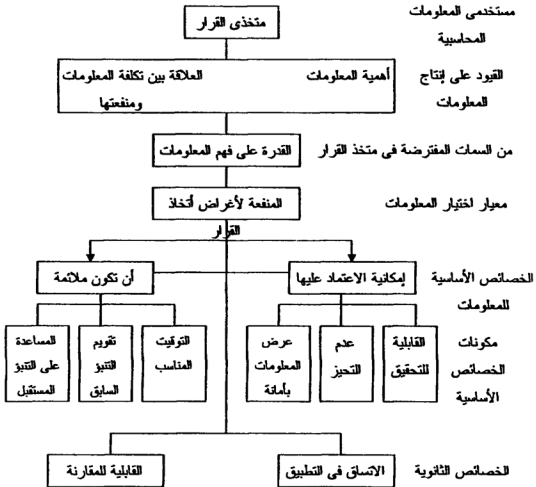 مستخدمى المعلومات
المحاسبية
متخذى القرار
القيود على إنتاج
المعلومات
أهمية المعلومات
العلاقة بين تكلفة المعلومات
ومنفعتها
من السمات المفترضة فى متخذ القرار
القدرة على فهم المعلومات
معيار اختيار المعلومات
المنفعة لأغراض أتخاذ
القرار
الخصائص الأساسية
للمعلومات
إمكانية الاعتماد عليها
أن تكون ملائمة
مكونات
الخصائص
الأساسية
القابلية
للتحقيق
عدم
التحيز
عرض
المعلومات
بأمانة
التوقيت
المناسب
تقويم
التنبؤ
السابق
للمساعدة
على التنبؤ
المستقبل
الخصائص الثانوية
الاتساق فى التطبيق
القابلية للمقارنة